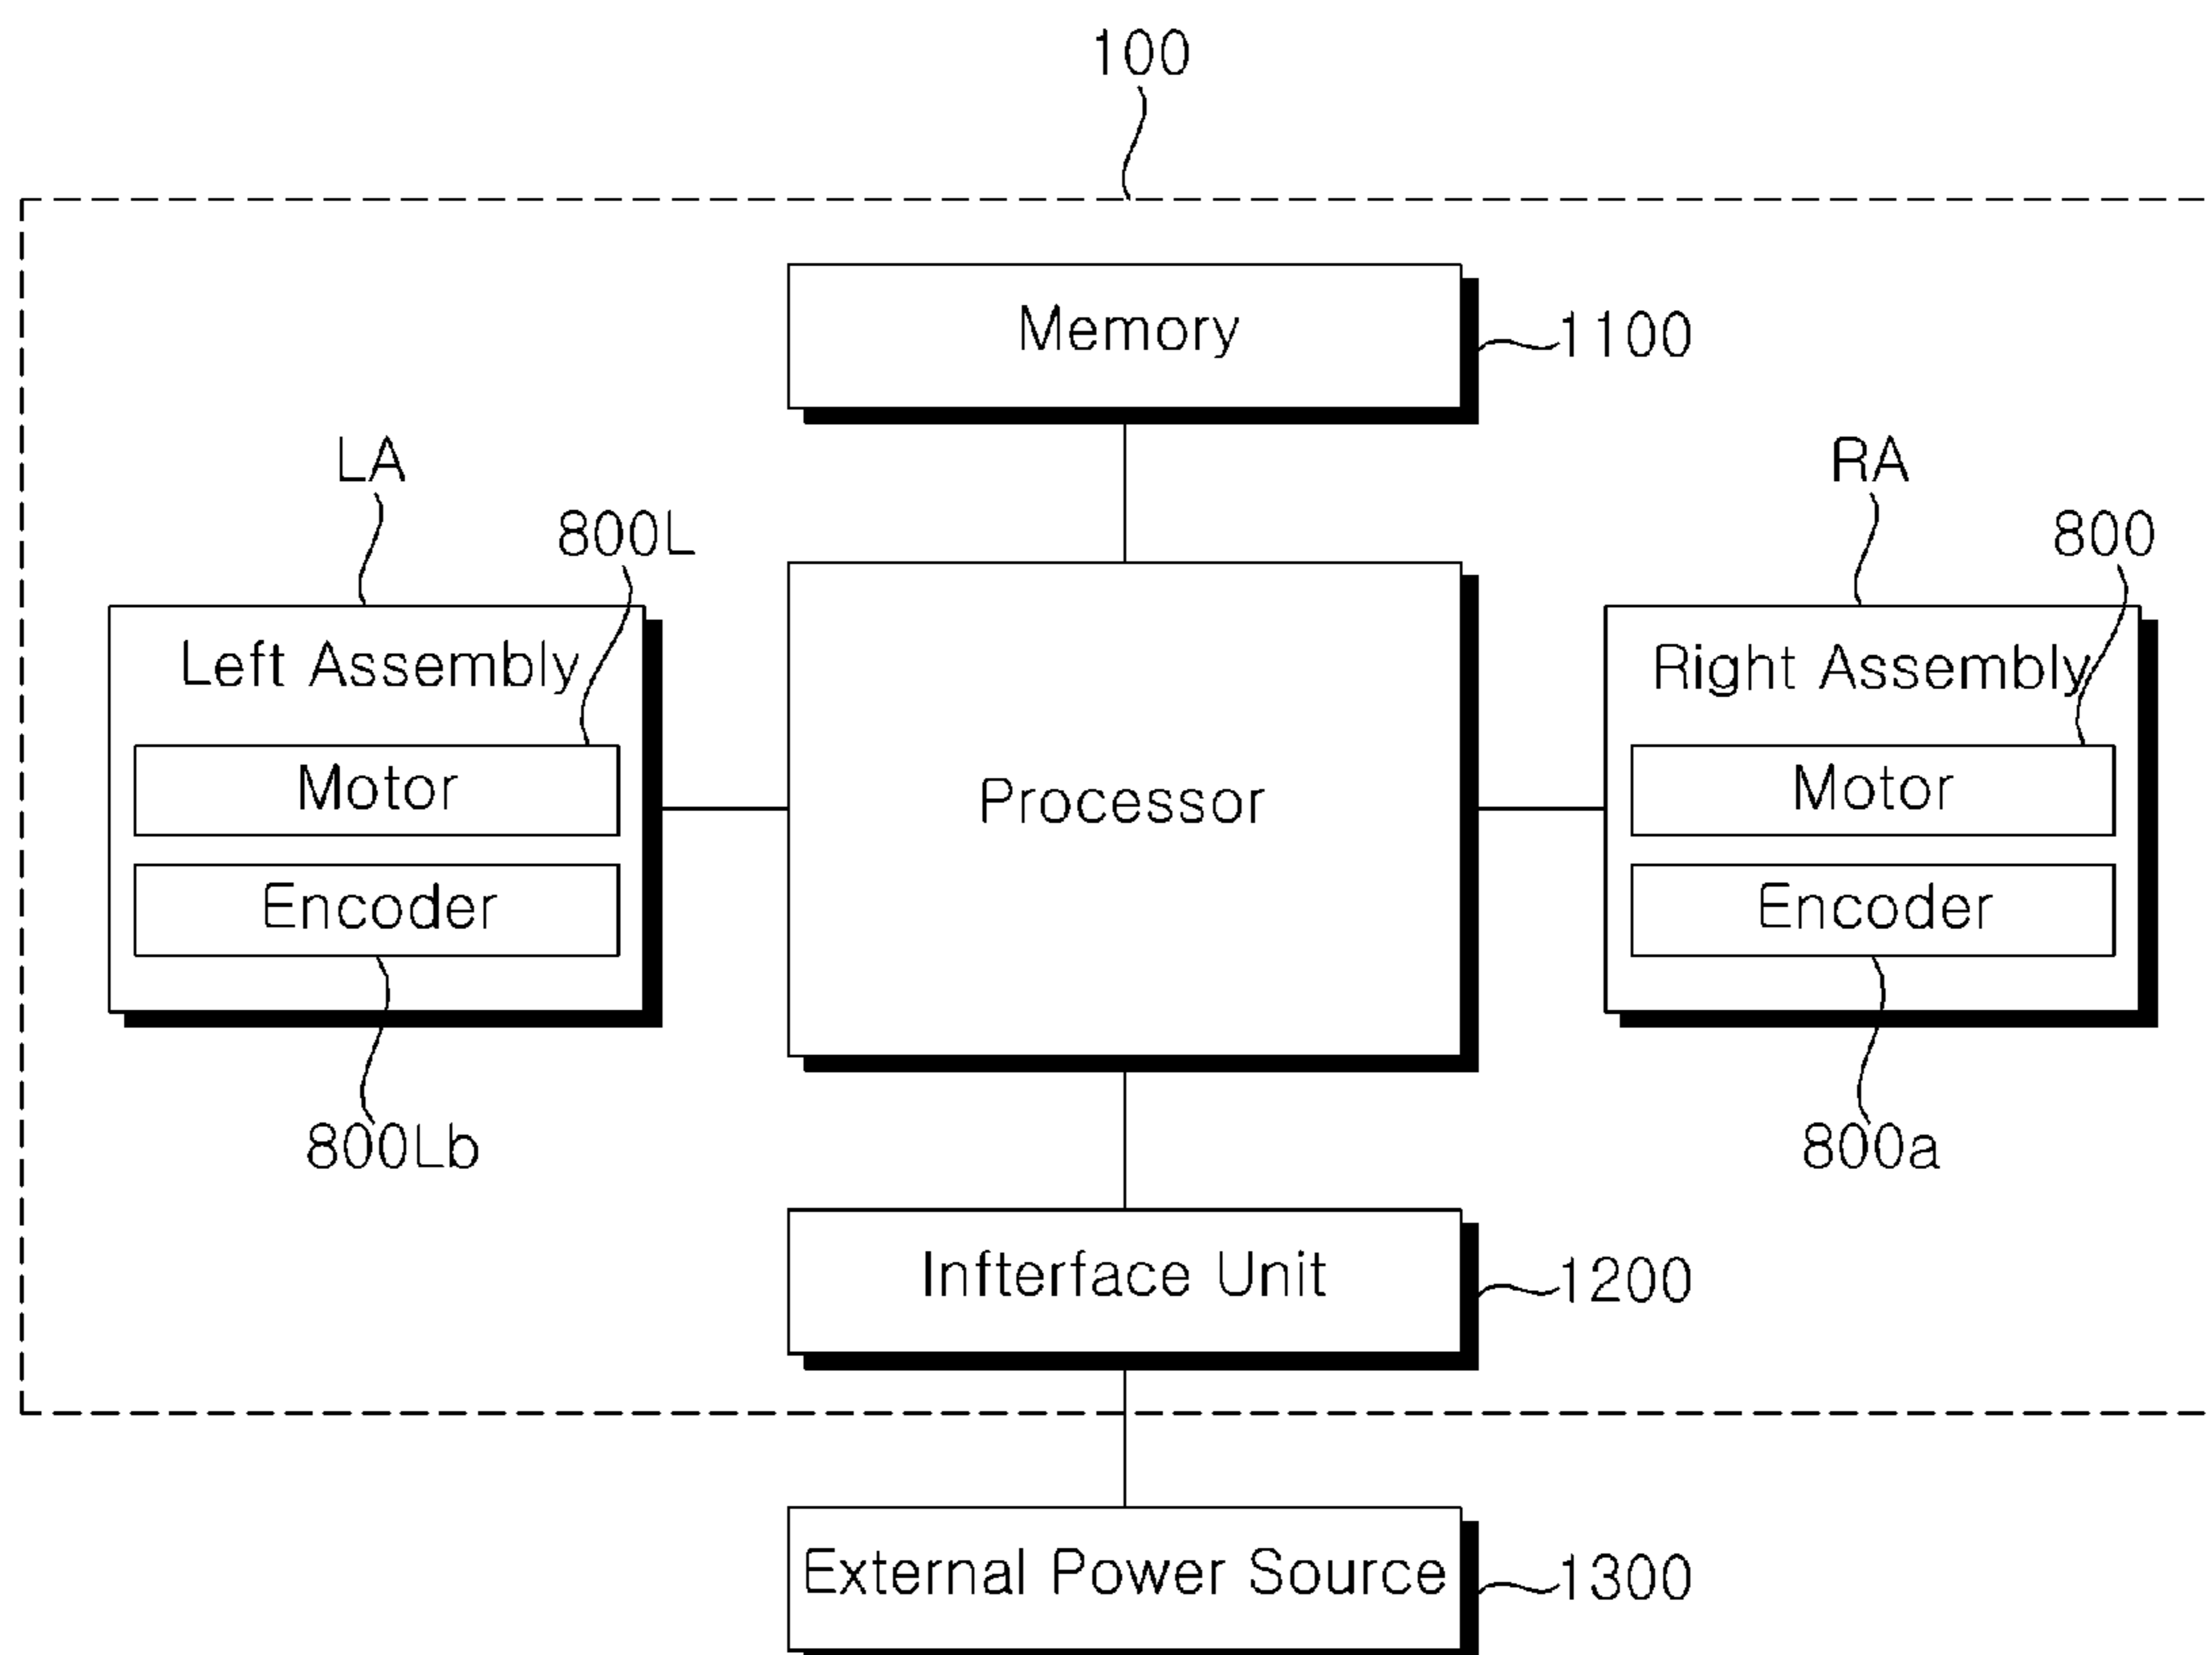 100
Memory
1100
LA
RA
800L
800
Left Assembly
Right Assembly
Motor
Processor
Motor
Encoder
Encoder
800Lb
800a
Infterface Unit
1200
External Power Source
1300